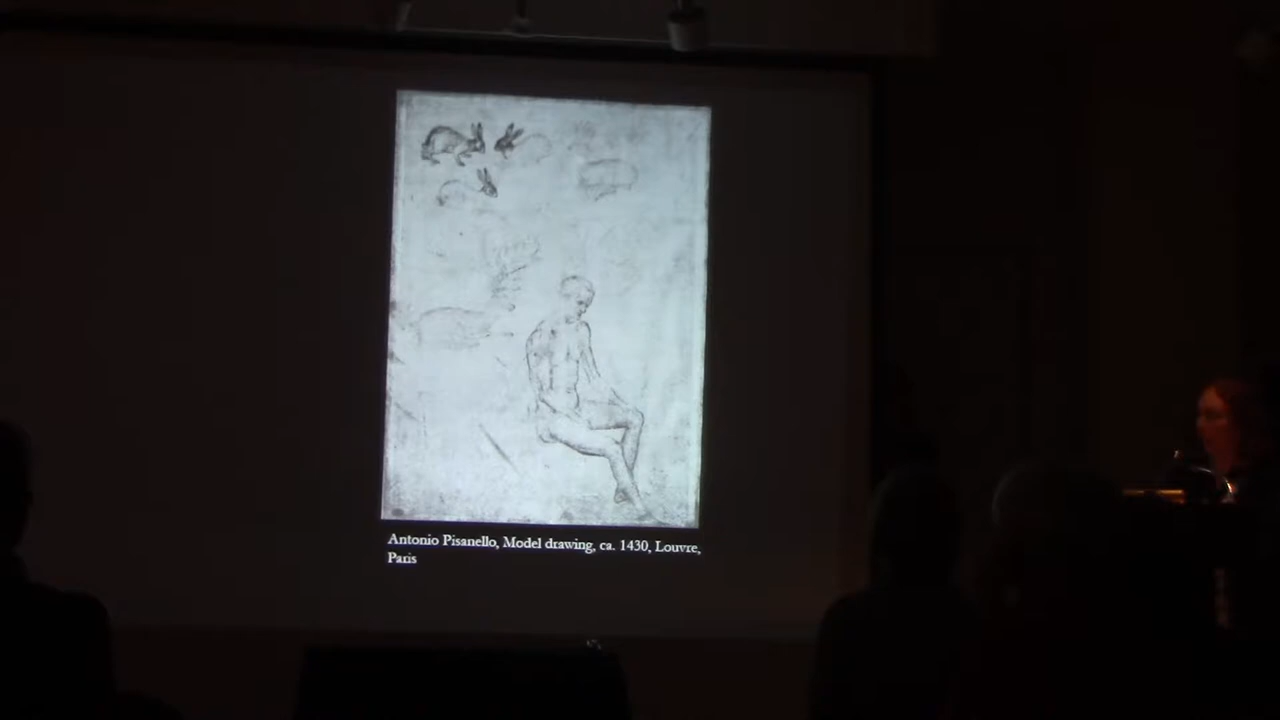 Antonio Pisanello, Model drawing, ca. 1430, Louvre,
Paris